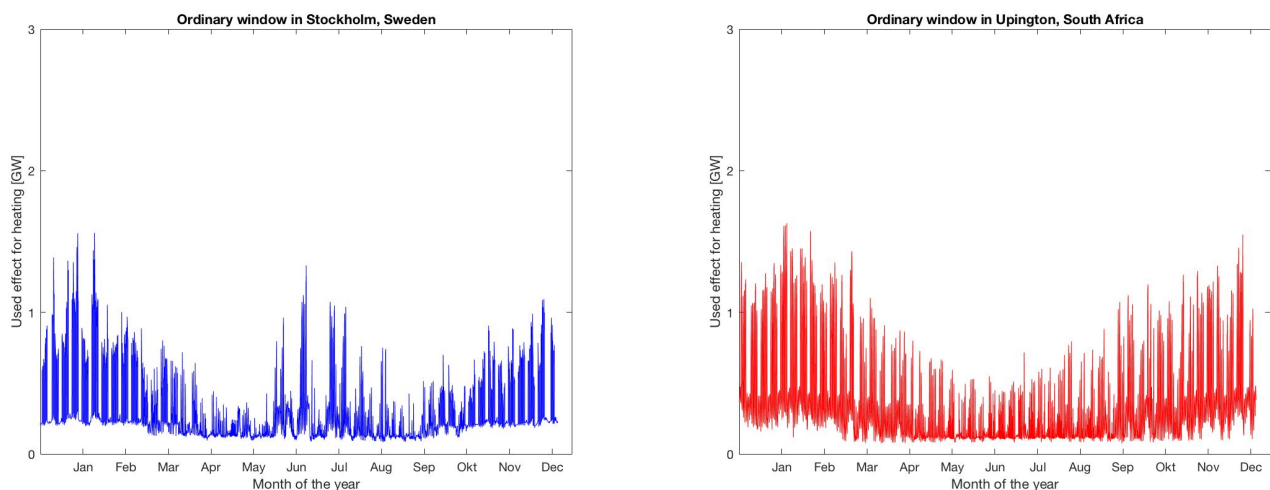 Ordinary window in Stockholm, Sweden
3
2
1
0
Used effect for heating [GW]
Jan Feb Mar Apr May Jun Jul Aug Sep Okt Nov Dec
Month of the year
Ordinary window in Upington, South Africa
3
2
1
0
Used effect for heating [GW]
Jan Feb Mar Apr May Jun Jul Aug Sep Okt Nov Dec
Month of the year